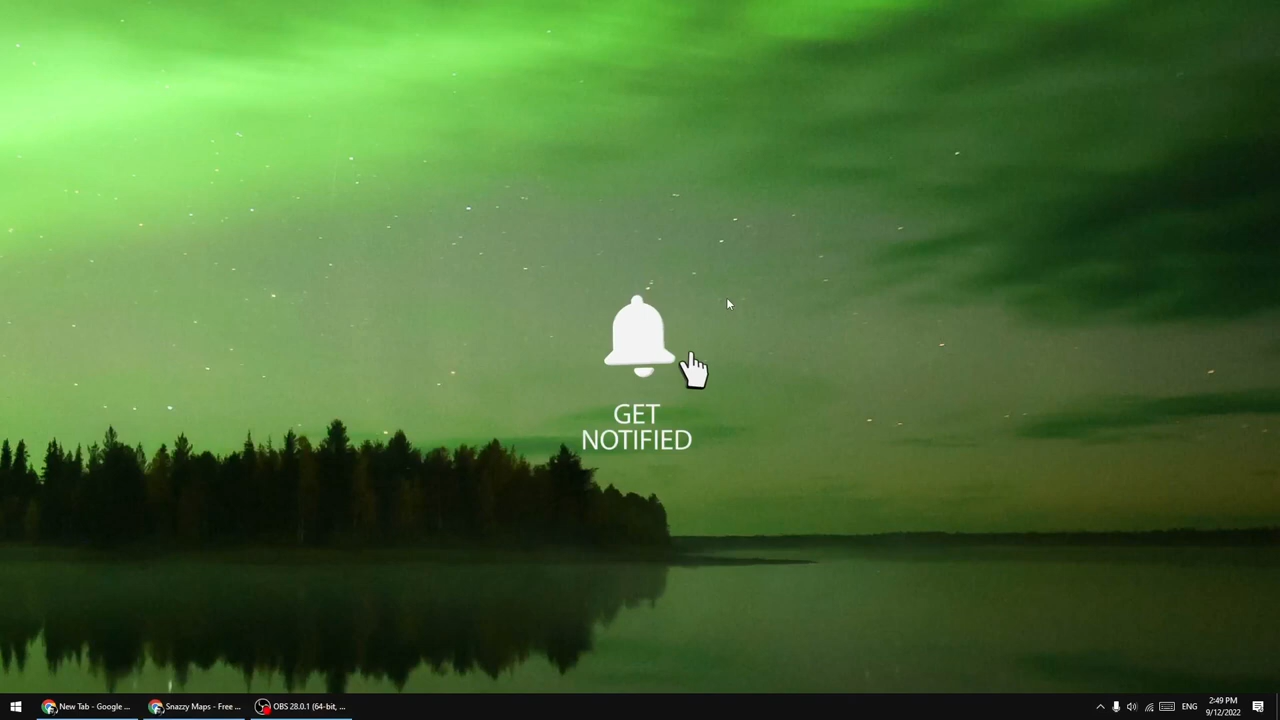 GET
NOTIFIED
New Tab - Google ...
Snazzy Maps - Free ...
OBS 28.0.1 (64-bit, ...
ENG
2:49 PM
9/12/2022